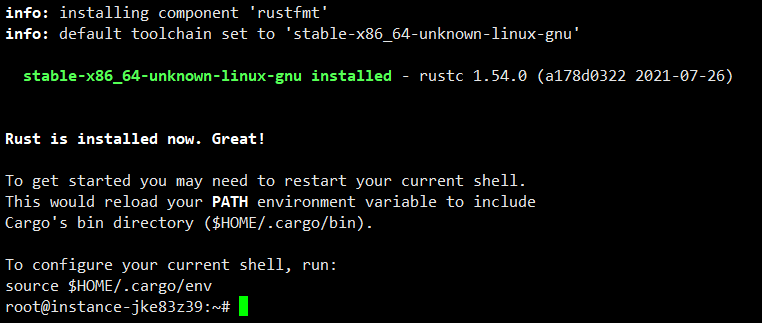 info: installing component 'rustfmt'
info: default toolchain set to 'stable-x86_64-unknown-linux-gnu'
stable-x86_64-unknown-linux-gnu installed - rustc 1.54.0 (a178d0322 2021-07-26)
Rust is installed now. Great!
To get started you may need to restart your current shell.
This would reload your PATH environment variable to include
Cargo's bin directory ($HOME/.cargo/bin).
To configure your current shell, run:
source $HOME/.cargo/env
root@instance-jke83z39:~#